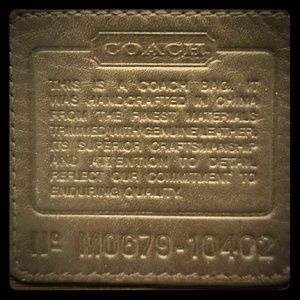 COACH
THIS IS A COACH BAG. IT
WAS HANDCRAFTED IN CHINA,
FROM THE FINEST MATERIALS
TRIMMED WITH GENUINE LEATHER.
ITS SUPERIOR CRAFTSMANSHIP
AND ATTENTION TO DETAIL
REFLECT OUR COMMITMENT TO
ENDURING QUALITY.
Nº M0679-10402